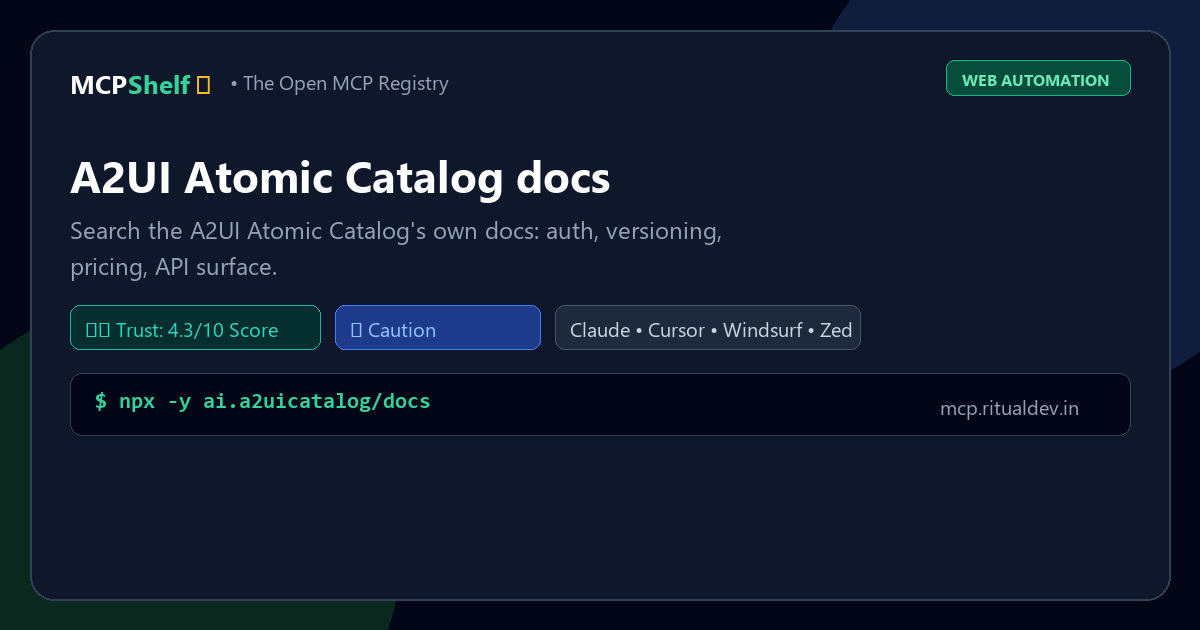 MCPShelf • The Open MCP Registry
WEB AUTOMATION
A2UI Atomic Catalog docs
Search the A2UI Atomic Catalog's own docs: auth, versioning,
pricing, API surface.
Trust: 4.3/10 Score
Caution
Claude • Cursor • Windsurf • Zed
$ npx -y ai.a2uicatalog/docs
mcp.ritualdev.in